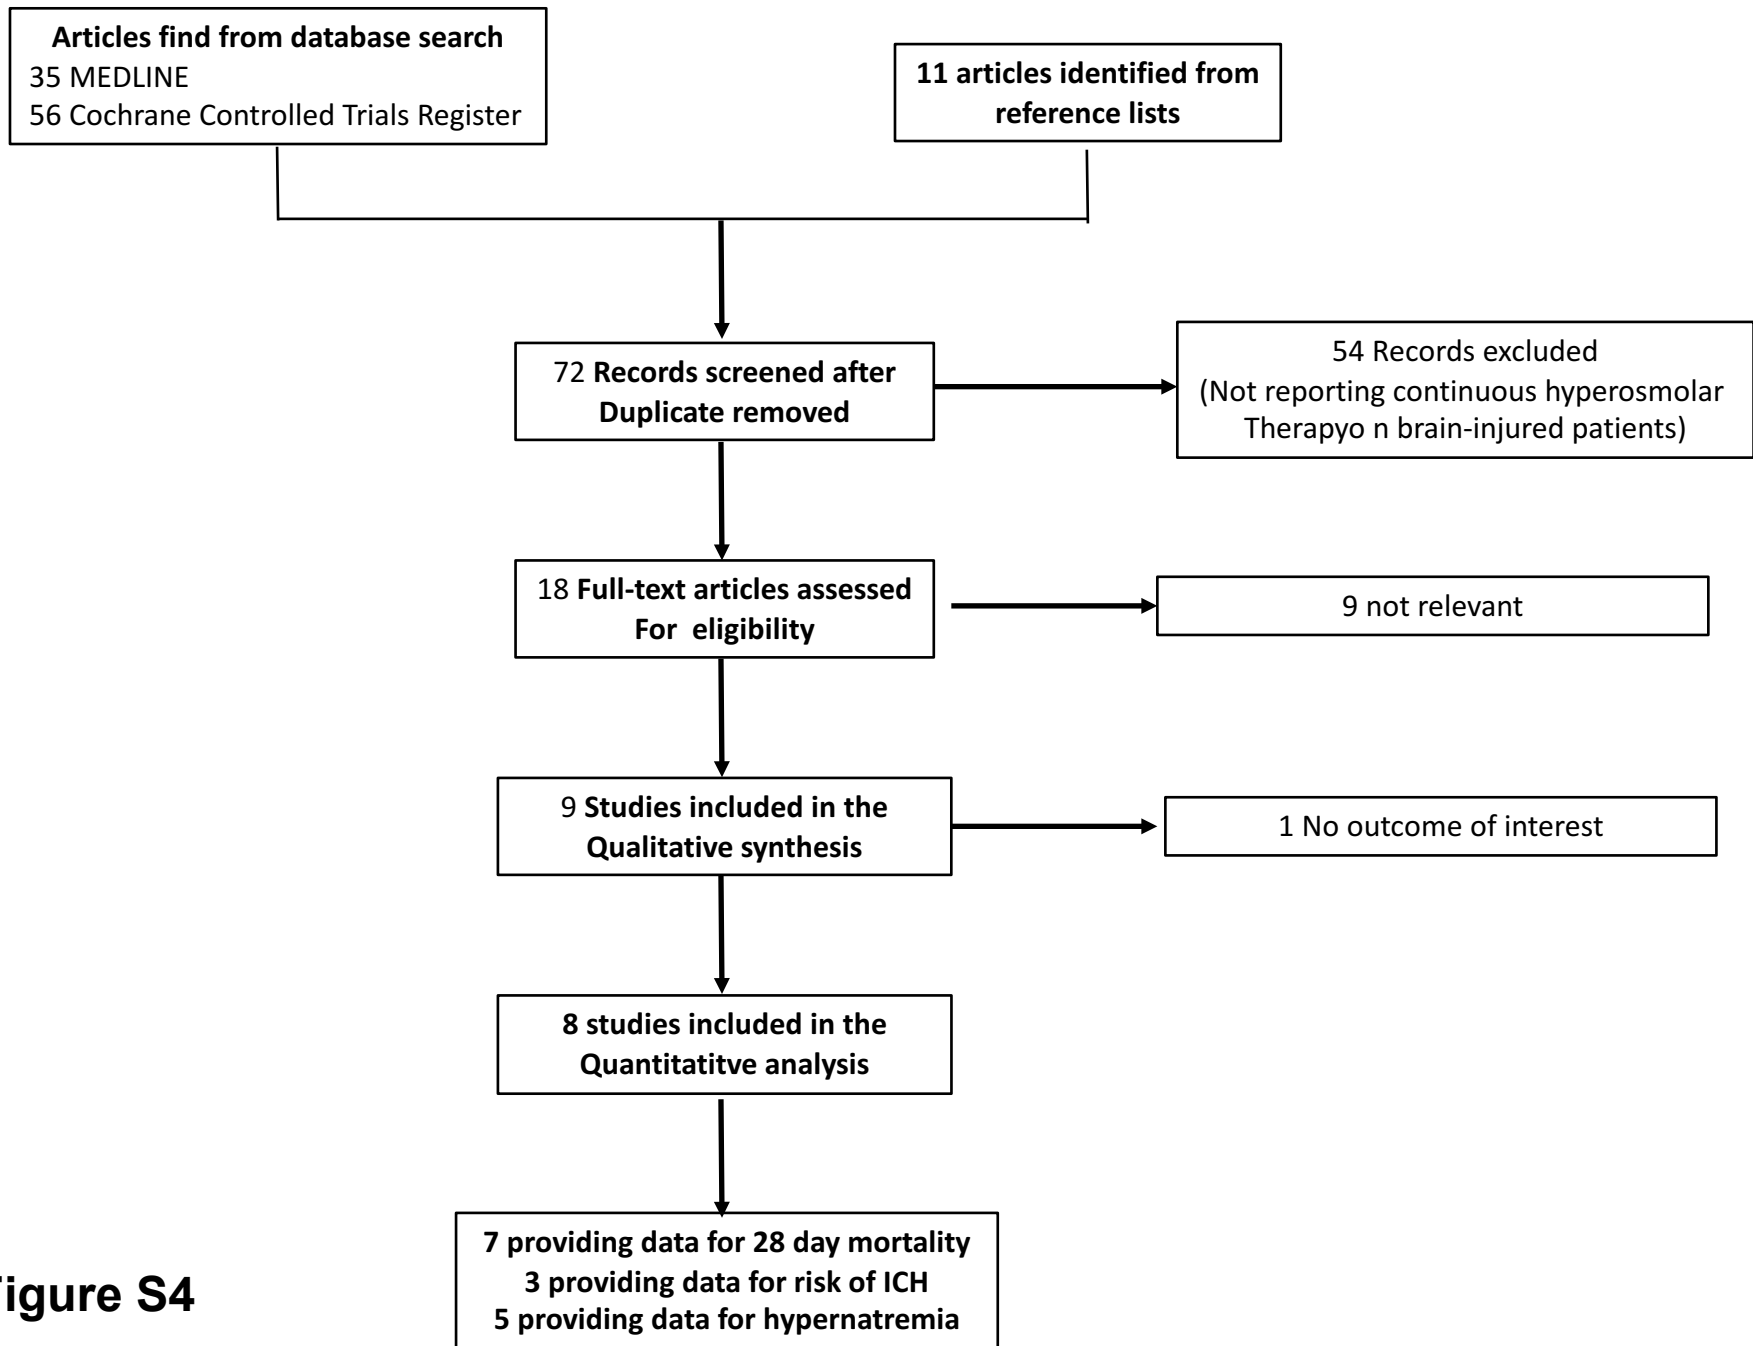 Articles find from database search
35 MEDLINE
56 Cochrane Controlled Trials Register
11 articles identified from
reference lists
72 Records screened after
Duplicate removed
54 Records excluded
(Not reporting continuous hyperosmolar
Therapyo n brain-injured patients)
18 Full-text articles assessed
For eligibility
9 not relevant
9 Studies included in the
Qualitative synthesis
1 No outcome of interest
8 studies included in the
Quantitatitve analysis
7 providing data for 28 day mortality
3 providing data for risk of ICH
5 providing data for hypernatremia
igure S4